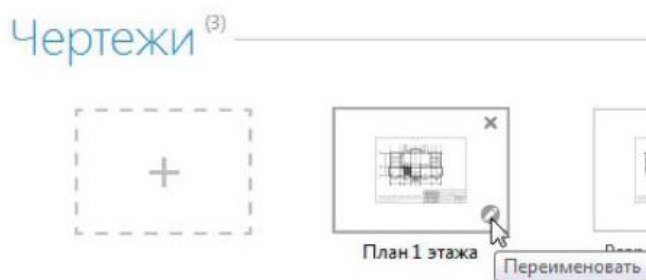 Чертежи (3)
План 1 этажа
Переименовать